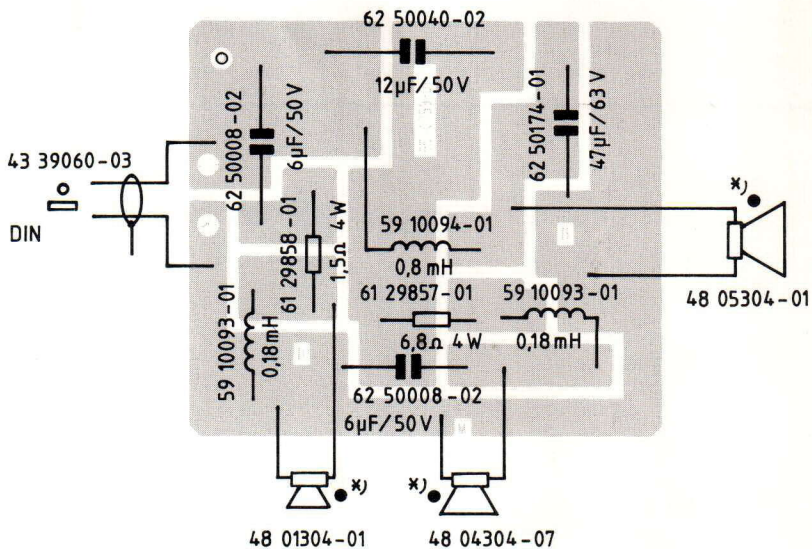 62 50040-02
12µF/50V
62 50008-02
6µF/50V
62 50174-01
47µF/63V
43 39060-03
DIN
61 29858-01
1,5Ω 4W
59 10094-01
0,8 mH
*)
48 05304-01
59 10093-01
0,18mH
61 29857-01
6,8Ω 4W
59 10093-01
0,18mH
62 50008-02
6µF/50V
*)
*)
48 01304-01
48 04304-07